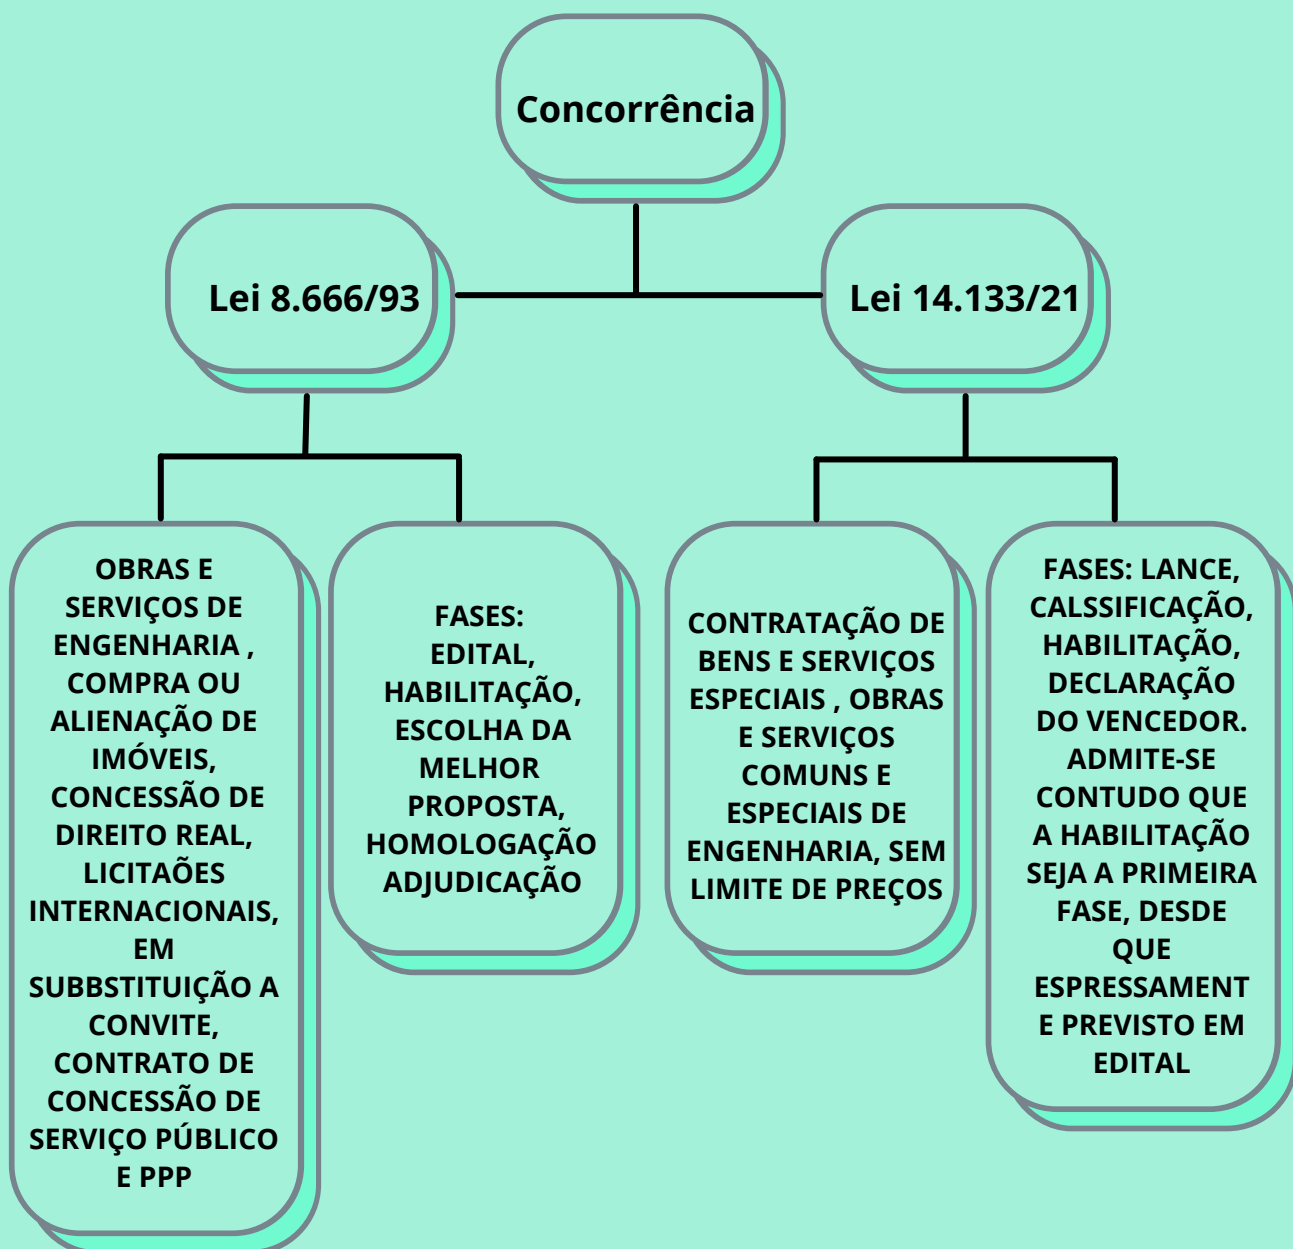 Concorrência
Lei 8.666/93
Lei 14.133/21
OBRAS E
SERVIÇOS DE
ENGENHARIA ,
COMPRA OU
ALIENAÇÃO DE
IMÓVEIS,
CONCESSÃO DE
DIREITO REAL,
LICITAÕES
INTERNACIONAIS,
EM
SUBBSTITUIÇÃO A
CONVITE,
CONTRATO DE
CONCESSÃO DE
SERVIÇO PÚBLICO
E PPP
FASES:
EDITAL,
HABILITAÇÃO,
ESCOLHA DA
MELHOR
PROPOSTA,
HOMOLOGAÇÃO
ADJUDICAÇÃO
CONTRATAÇÃO DE
BENS E SERVIÇOS
ESPECIAIS , OBRAS
E SERVIÇOS
COMUNS E
ESPECIAIS DE
ENGENHARIA, SEM
LIMITE DE PREÇOS
FASES: LANCE,
CALSSIFICAÇÃO,
HABILITAÇÃO,
DECLARAÇÃO
DO VENCEDOR.
ADMITE-SE
CONTUDO QUE
A HABILITAÇÃO
SEJA A PRIMEIRA
FASE, DESDE
QUE
ESPRESSAMENT
E PREVISTO EM
EDITAL